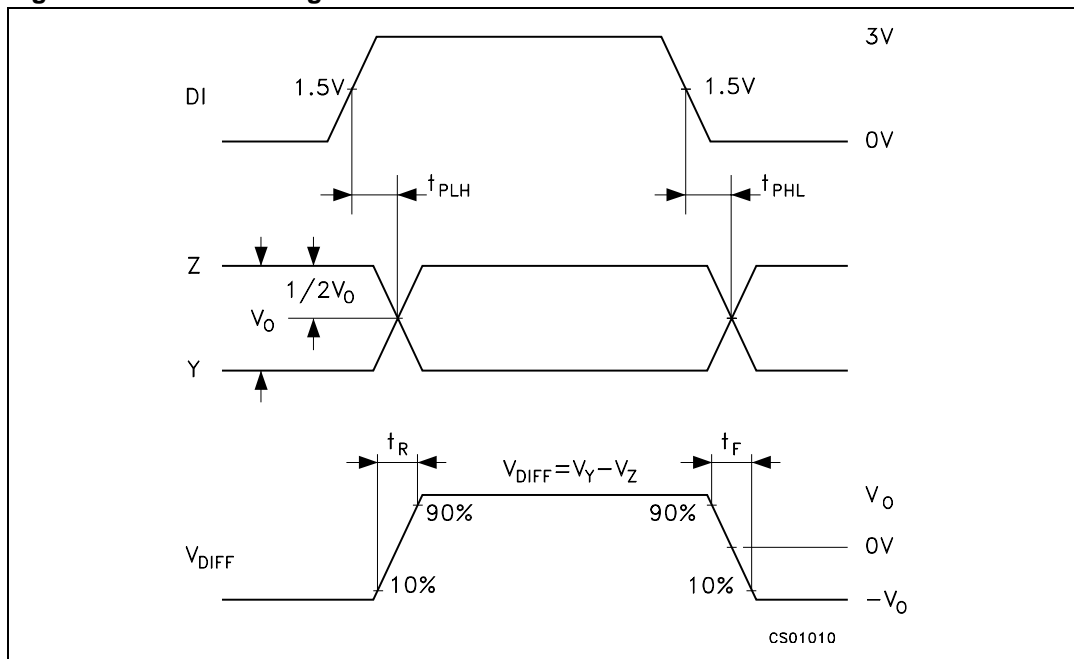 3V
1.5V
1.5V
DI
0V
tPLH
tPHL
Z
1/2VO
VO
Y
tR
tF
VDIFF=VY-VZ
VO
90%
90%
0V
VDIFF
10%
10%
-VO
CS01010